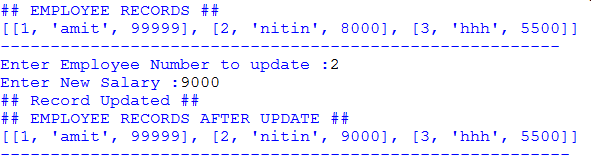 ## EMPLOYEE RECORDS ##
[[1, 'amit', 99999], [2, 'nitin', 8000], [3, 'hhh', 5500]]
--------------------------------------------------------
Enter Employee Number to update :2
Enter New Salary :9000
## Record Updated ##
## EMPLOYEE RECORDS AFTER UPDATE ##
[[1, 'amit', 99999], [2, 'nitin', 9000], [3, 'hhh', 5500]]
---------------------------------------------------------